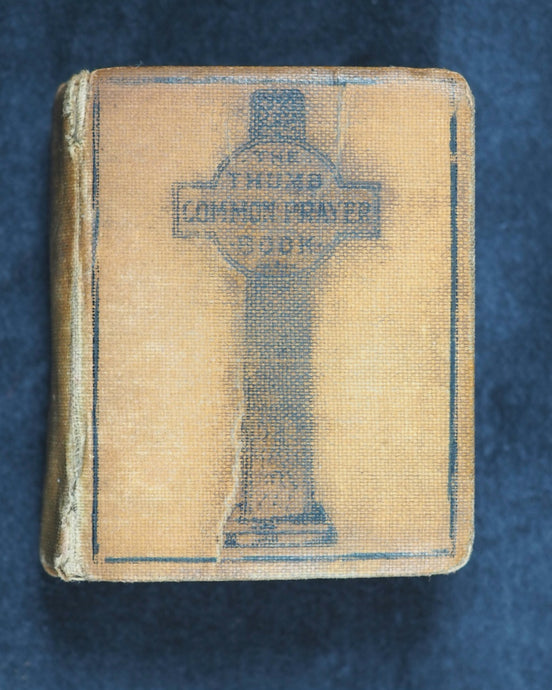 THE
THUMB
COMMON PRAYER
·BOOK·